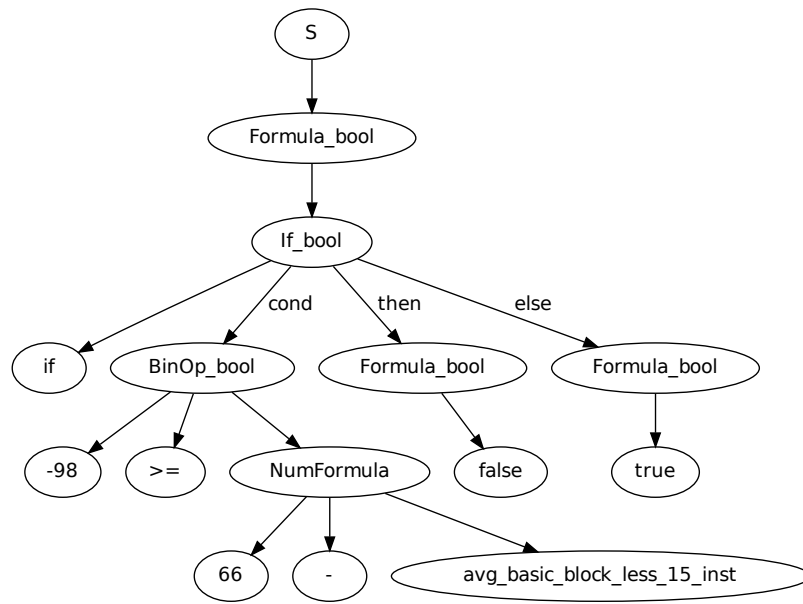 S
Formula_bool
If_bool
cond
then
else
if
BinOp_bool
Formula_bool
Formula_bool
-98
>=
NumFormula
false
true
66
-
avg_basic_block_less_15_inst